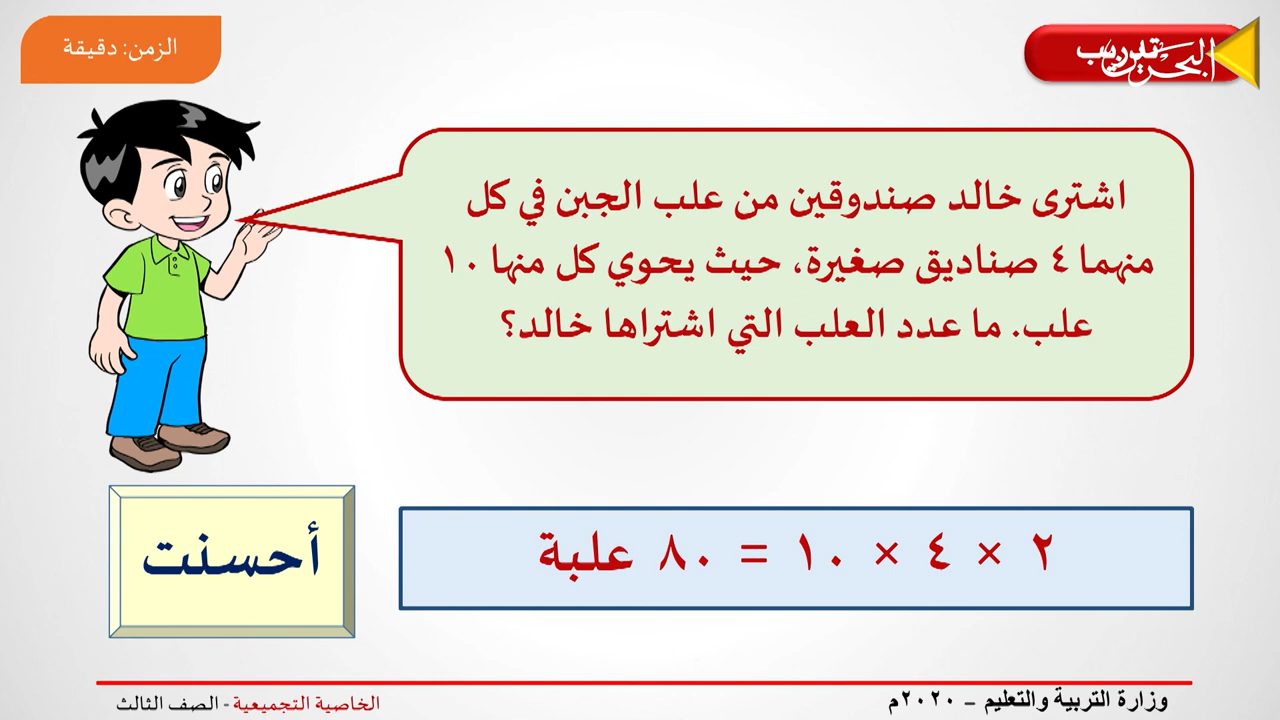 الزمن: دقيقة
اشترى خالد صندوقين من علب الجبن في كل
منهما ٤ صناديق صغيرة، حيث يحوي كل منها ١٠
علب. ما عدد العلب التي اشتراها خالد؟
٢ × ٤ × ١٠ = ٨٠ علبة
أحسنت
وزارة التربية والتعليم – ٢٠٢٠م
الخاصية التجميعية - الصف الثالث